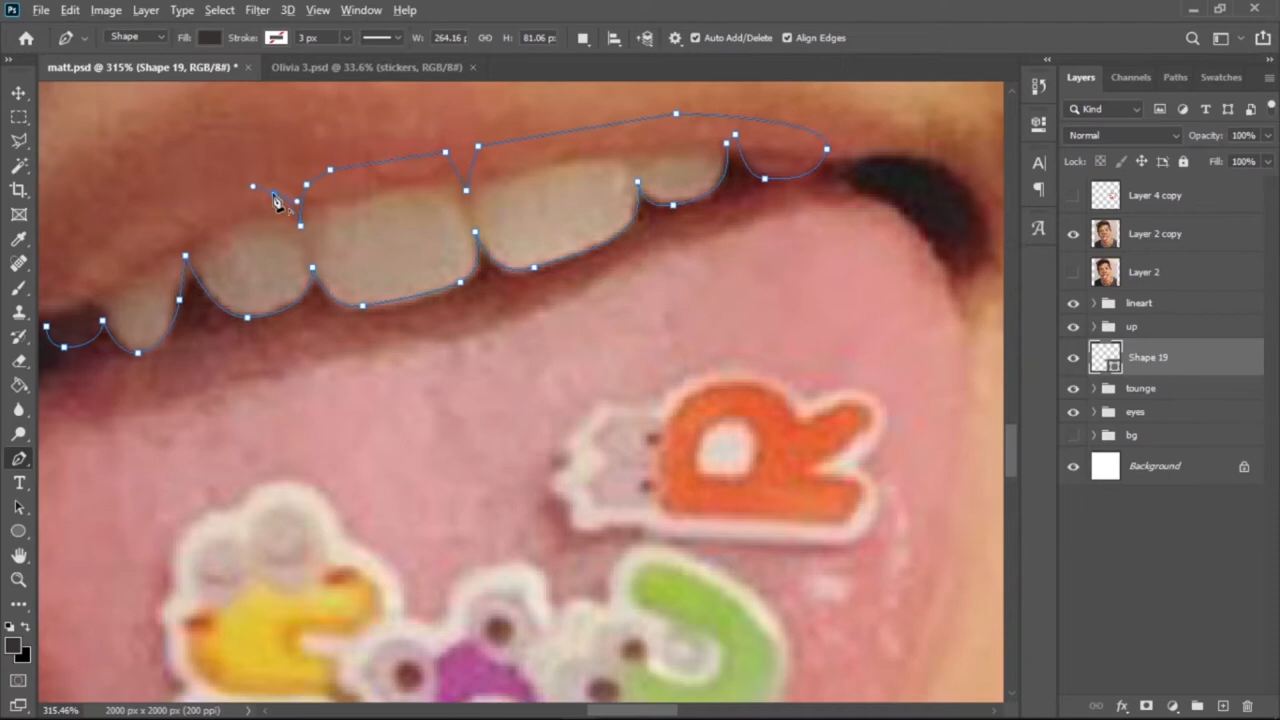 Ps File Edit Image Layer Type Select Filter 3D View Window Help
Shape Fill: Stroke: 3 px W: 264.16 p H: 81.06 p: Auto Add/Delete Align Edges
matt.psd @ 315% (Shape 19, RGB/8#) * × Olivia 3.psd @ 33.6% (stickers, RGB/8#) ×
Layers Channels Paths Swatches
Kind
Normal Opacity: 100%
Lock: Fill: 100%
Layer 4 copy
Layer 2 copy
Layer 2
lineart
up
Shape 19
tounge
eyes
bg
Background
R
315.46% 2000 px x 2000 px (200 ppi)